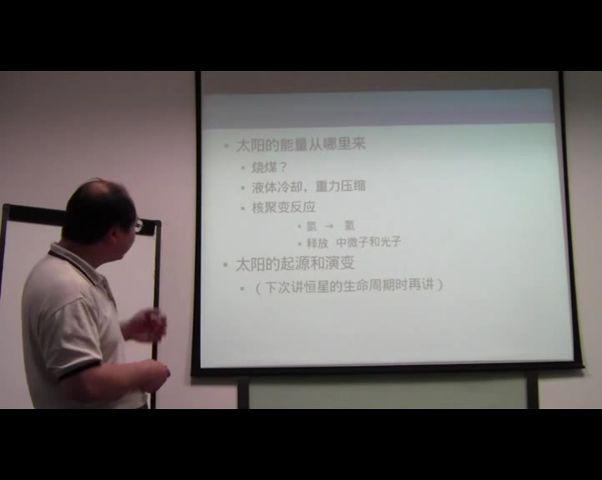 太阳的能量从哪里来
烧煤？
液体冷却，重力压缩
核聚变反应
氢 → 氦
释放 中微子和光子
太阳的起源和演变
（下次讲恒星的生命周期时再讲）